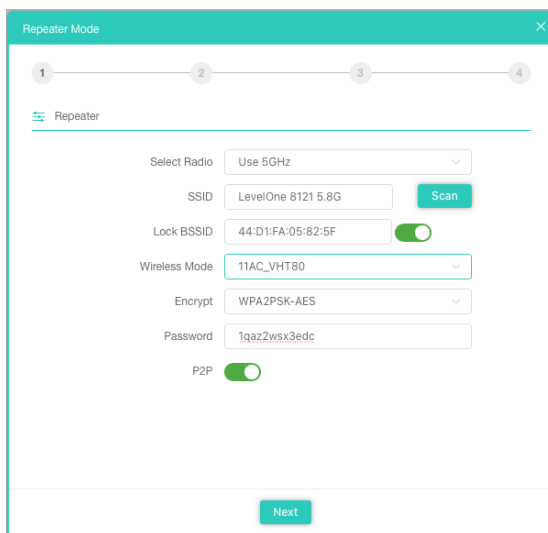 Repeater Mode
1 2 3 4
Repeater
Select Radio Use 5GHz
SSID LevelOne 8121 5.8G Scan
Lock BSSID 44:D1:FA:05:82:5F
Wireless Mode 11AC_VHT80
Encrypt WPA2PSK-AES
Password 1qaz2wsx3edc
P2P
Next